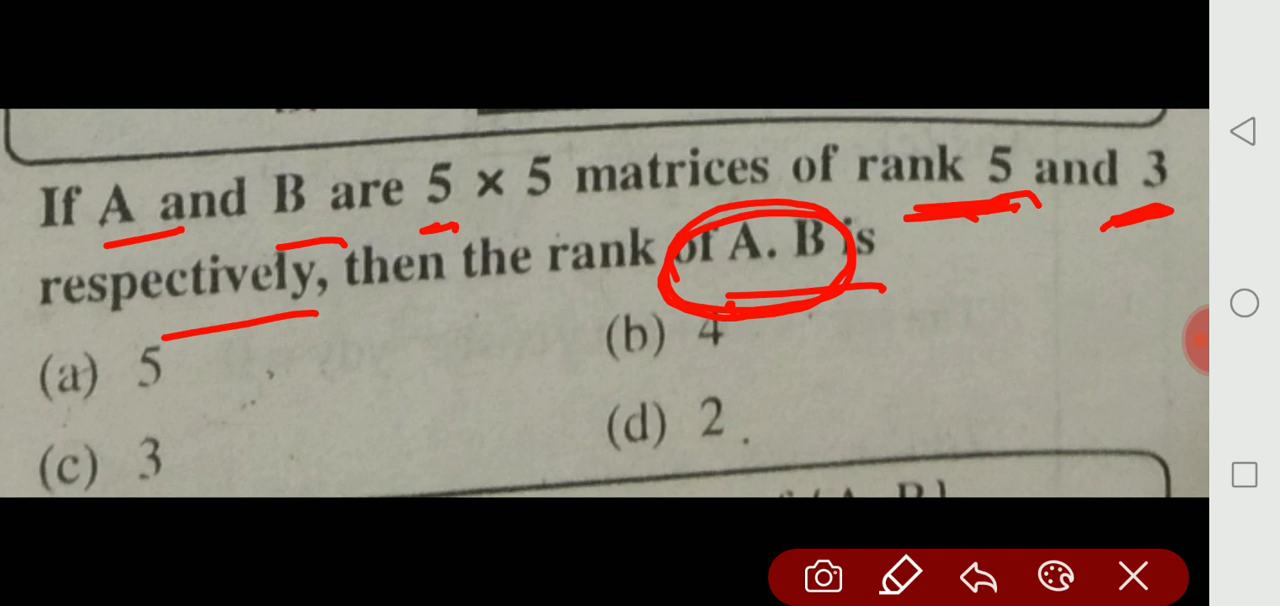 If A and B are 5 × 5 matrices of rank 5 and 3
respectively, then the rank of A. B is
(a) 5 (b) 4
(c) 3 (d) 2 .